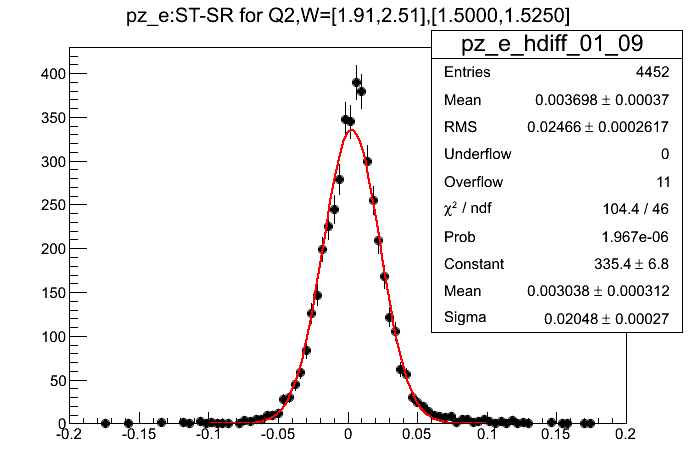 pz_e:ST-SR for Q2,W=[1.91,2.51],[1.5000,1.5250]
pz_e_hdiff_01_09
Entries 4452
Mean 0.003698 ± 0.00037
RMS 0.02466 ± 0.0002617
Underflow 0
Overflow 11
χ² / ndf 104.4 / 46
Prob 1.967e-06
Constant 335.4 ± 6.8
Mean 0.003038 ± 0.000312
Sigma 0.02048 ± 0.00027
400
350
300
250
200
150
100
50
0
-0.2 -0.15 -0.1 -0.05 0 0.05 0.1 0.15 0.2